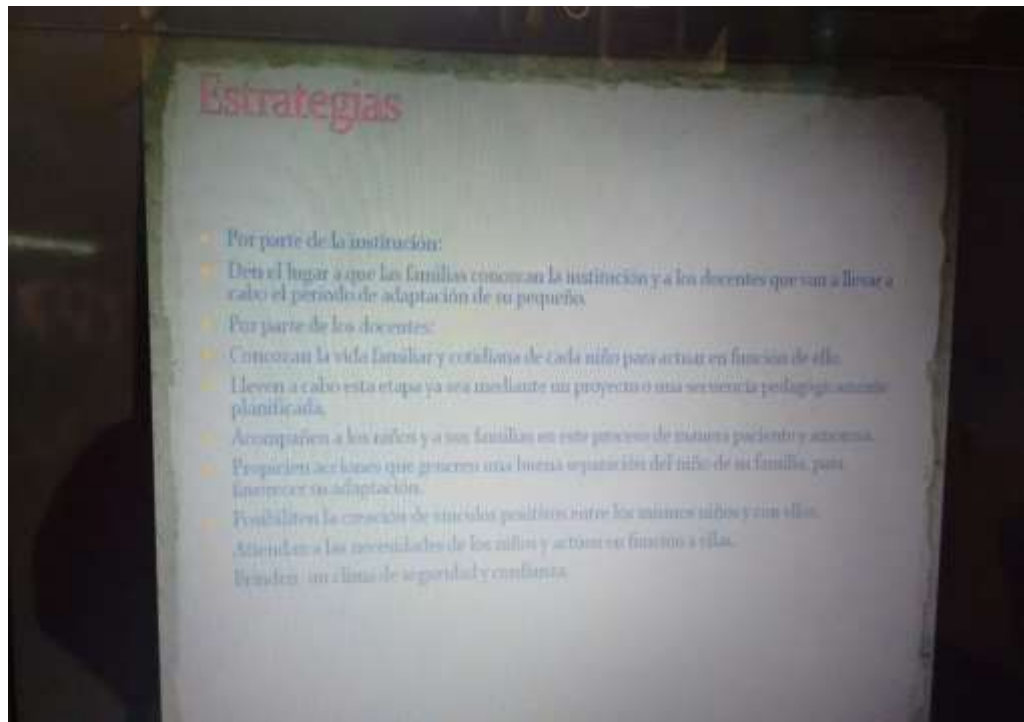 Estrategias
Por parte de la institución:
Den el lugar a que las familias conozcan la institución y a los docentes que van a llevar a
cabo el período de adaptación de su pequeño.
Por parte de los docentes:
Conozcan la vida familiar y cotidiana de cada niño para actuar en función de ello.
Lleven a cabo esta etapa ya sea mediante un proyecto o una secuencia pedagógicamente
planificada.
Acompañen a los niños y a sus familias en este proceso de manera paciente y amorosa.
Propicien acciones que generen una buena separación del niño de su familia, para
favorecer su adaptación.
Posibiliten la creación de vínculos positivos entre los mismos niños y con ellos.
Atiendan a las necesidades de los niños y actúen en función a ellas.
Brinden un clima de seguridad y confianza